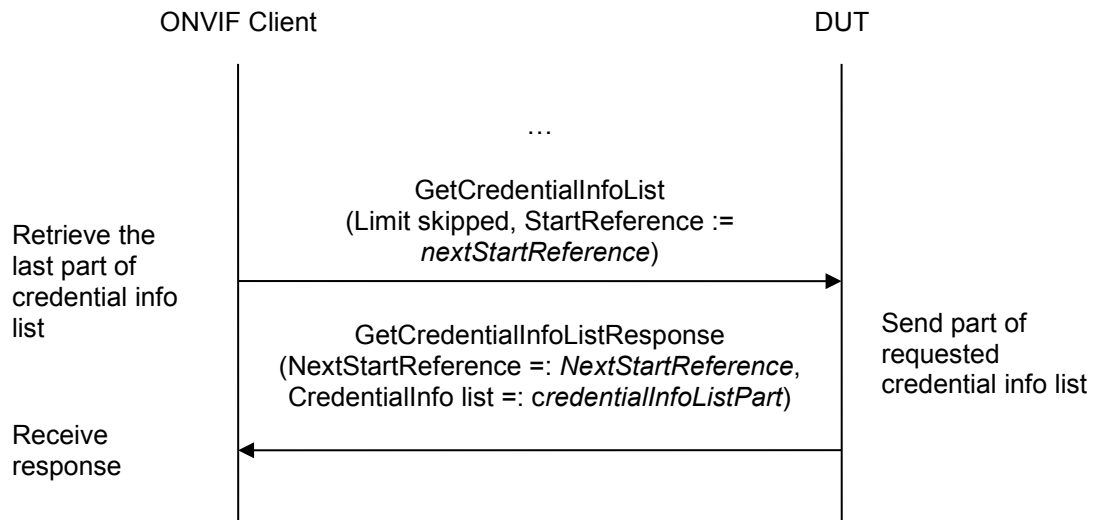 ONVIF Client
DUT
…
GetCredentialInfoList
(Limit skipped, StartReference :=
nextStartReference)
Retrieve the
last part of
credential info
list
GetCredentialInfoListResponse
(NextStartReference =: NextStartReference,
CredentialInfo list =: credentialInfoListPart)
Send part of
requested
credential info list
Receive
response